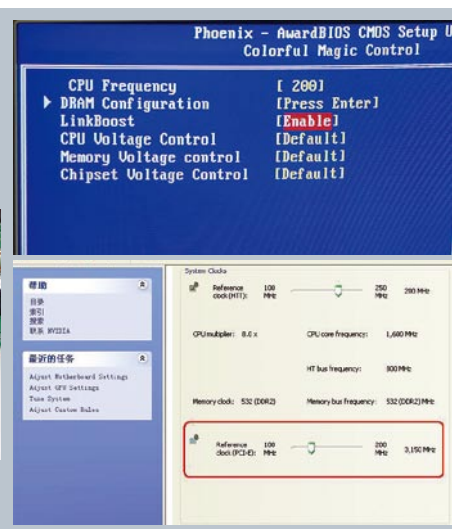 Phoenix - AwardBIOS CMOS Setup U
Colorful Magic Control
CPU Frequency [ 200]
DRAM Configuration [Press Enter]
LinkBoost [Enable]
CPU Voltage Control [Default]
Memory Voltage control [Default]
Chipset Voltage Control [Default]
帮助
目录
索引
搜索
联系 NVIDIA
最近的任务
Adjust Motherboard Settings
Adjust GPU Settings
Tune System
Adjust Custom Rules
System Clocks
Reference clock (HTT): 100 MHz 250 MHz 200 MHz
CPU multiplier: 8.0 x CPU core frequency: 1,600 MHz
HT bus frequency: 800 MHz
Memory clock: 532 (DDR2) Memory bus frequency: 532 (DDR2) MHz
Reference clock (PCI-E): 100 MHz 200 MHz 3,150 MHz